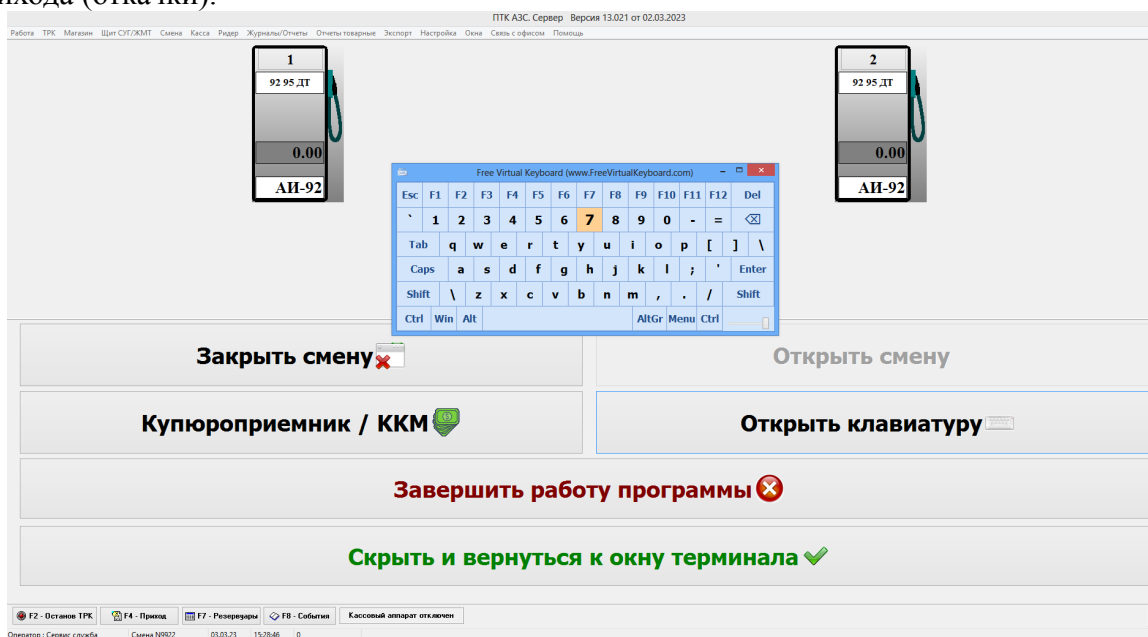 ихода (откачки).
ПТК АЗС. Сервер Версия 13.021 от 02.03.2023
Работа ТРК Магазин Щит СУГ/ЖМТ Смена Касса Ридер Журналы/Отчеты Отчеты товарные Экспорт Настройка Окна Связь с офисом Помощь
1
92 95 ДТ
0.00
АИ-92
2
92 95 ДТ
0.00
АИ-92
Free Virtual Keyboard (www.FreeVirtualKeyboard.com)
Esc F1 F2 F3 F4 F5 F6 F7 F8 F9 F10 F11 F12 Del
` 1 2 3 4 5 6 7 8 9 0 - =
Tab q w e r t y u i o p [ ] \
Caps a s d f g h j k l ; ' Enter
Shift \ z x c v b n m , . / Shift
Ctrl Win Alt AltGr Menu Ctrl
Закрыть смену
Открыть смену
Купюроприемник / ККМ
Открыть клавиатуру
Завершить работу программы
Скрыть и вернуться к окну терминала
F2 - Останов ТРК F4 - Приход F7 - Резервуары F8 - События Кассовый аппарат отключен
Оператор : Сервис служба Смена N9922 03.03.23 15:28:46 0